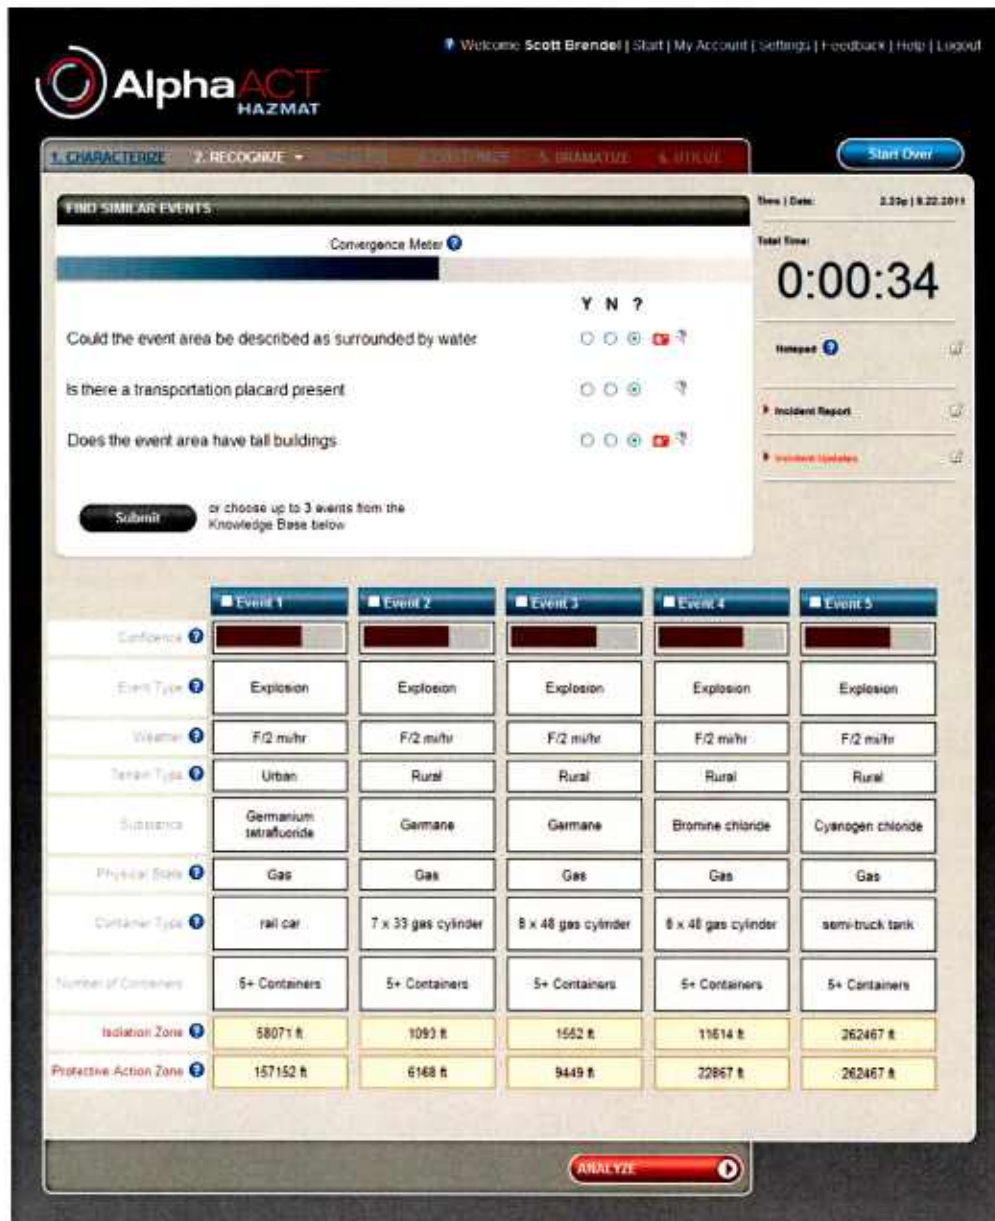 Welcome Scott Brendel | Start | My Account | Settings | Feedback | Help | Logout
AlphaACT
HAZMAT
1. CHARACTERIZE 2. RECOGNIZE 5. DRAMATIZE 6. UTILIZE
Start Over
FIND SIMILAR EVENTS
Time | Date:
Convergence Meter
Total Time:
0:00:34
Y N ?
Could the event area be described as surrounded by water
Notepad
Is there a transportation placard present
Incident Report
Does the event area have tall buildings
Incident Updates
Submit
or choose up to 3 events from the
Knowledge Base below
Event 1 Event 2 Event 3 Event 4 Event 5
Confidence
Event Type Explosion Explosion Explosion Explosion Explosion
Weather F/2 mi/hr F/2 mi/hr F/2 mi/hr F/2 mi/hr F/2 mi/hr
Terrain Type Urban Rural Rural Rural Rural
Substance Germanium tetrafluoride Germane Germane Bromine chloride Cyanogen chloride
Physical State Gas Gas Gas Gas Gas
Container Type rail car 7 x 33 gas cylinder 8 x 48 gas cylinder 8 x 48 gas cylinder semi-truck tank
Number of Containers 5+ Containers 5+ Containers 5+ Containers 5+ Containers 5+ Containers
Isolation Zone 58071 ft 1093 ft 1552 ft 11614 ft 262467 ft
Protective Action Zone 157152 ft 6168 ft 9449 ft 22867 ft 262467 ft
ANALYZE